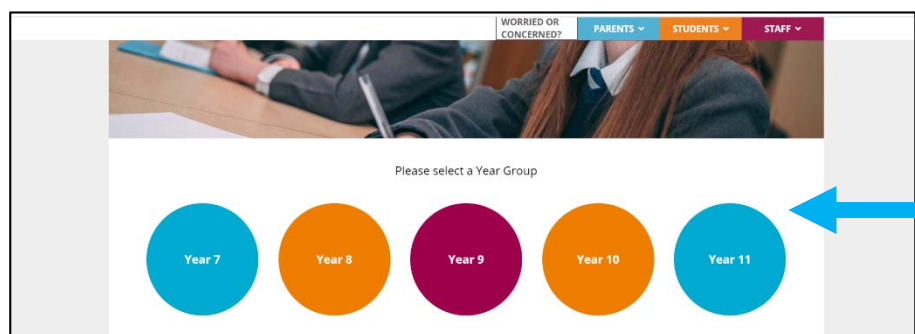 WORRIED OR
CONCERNED?
PARENTS
STUDENTS
STAFF
Please select a Year Group
Year 7
Year 8
Year 9
Year 10
Year 11